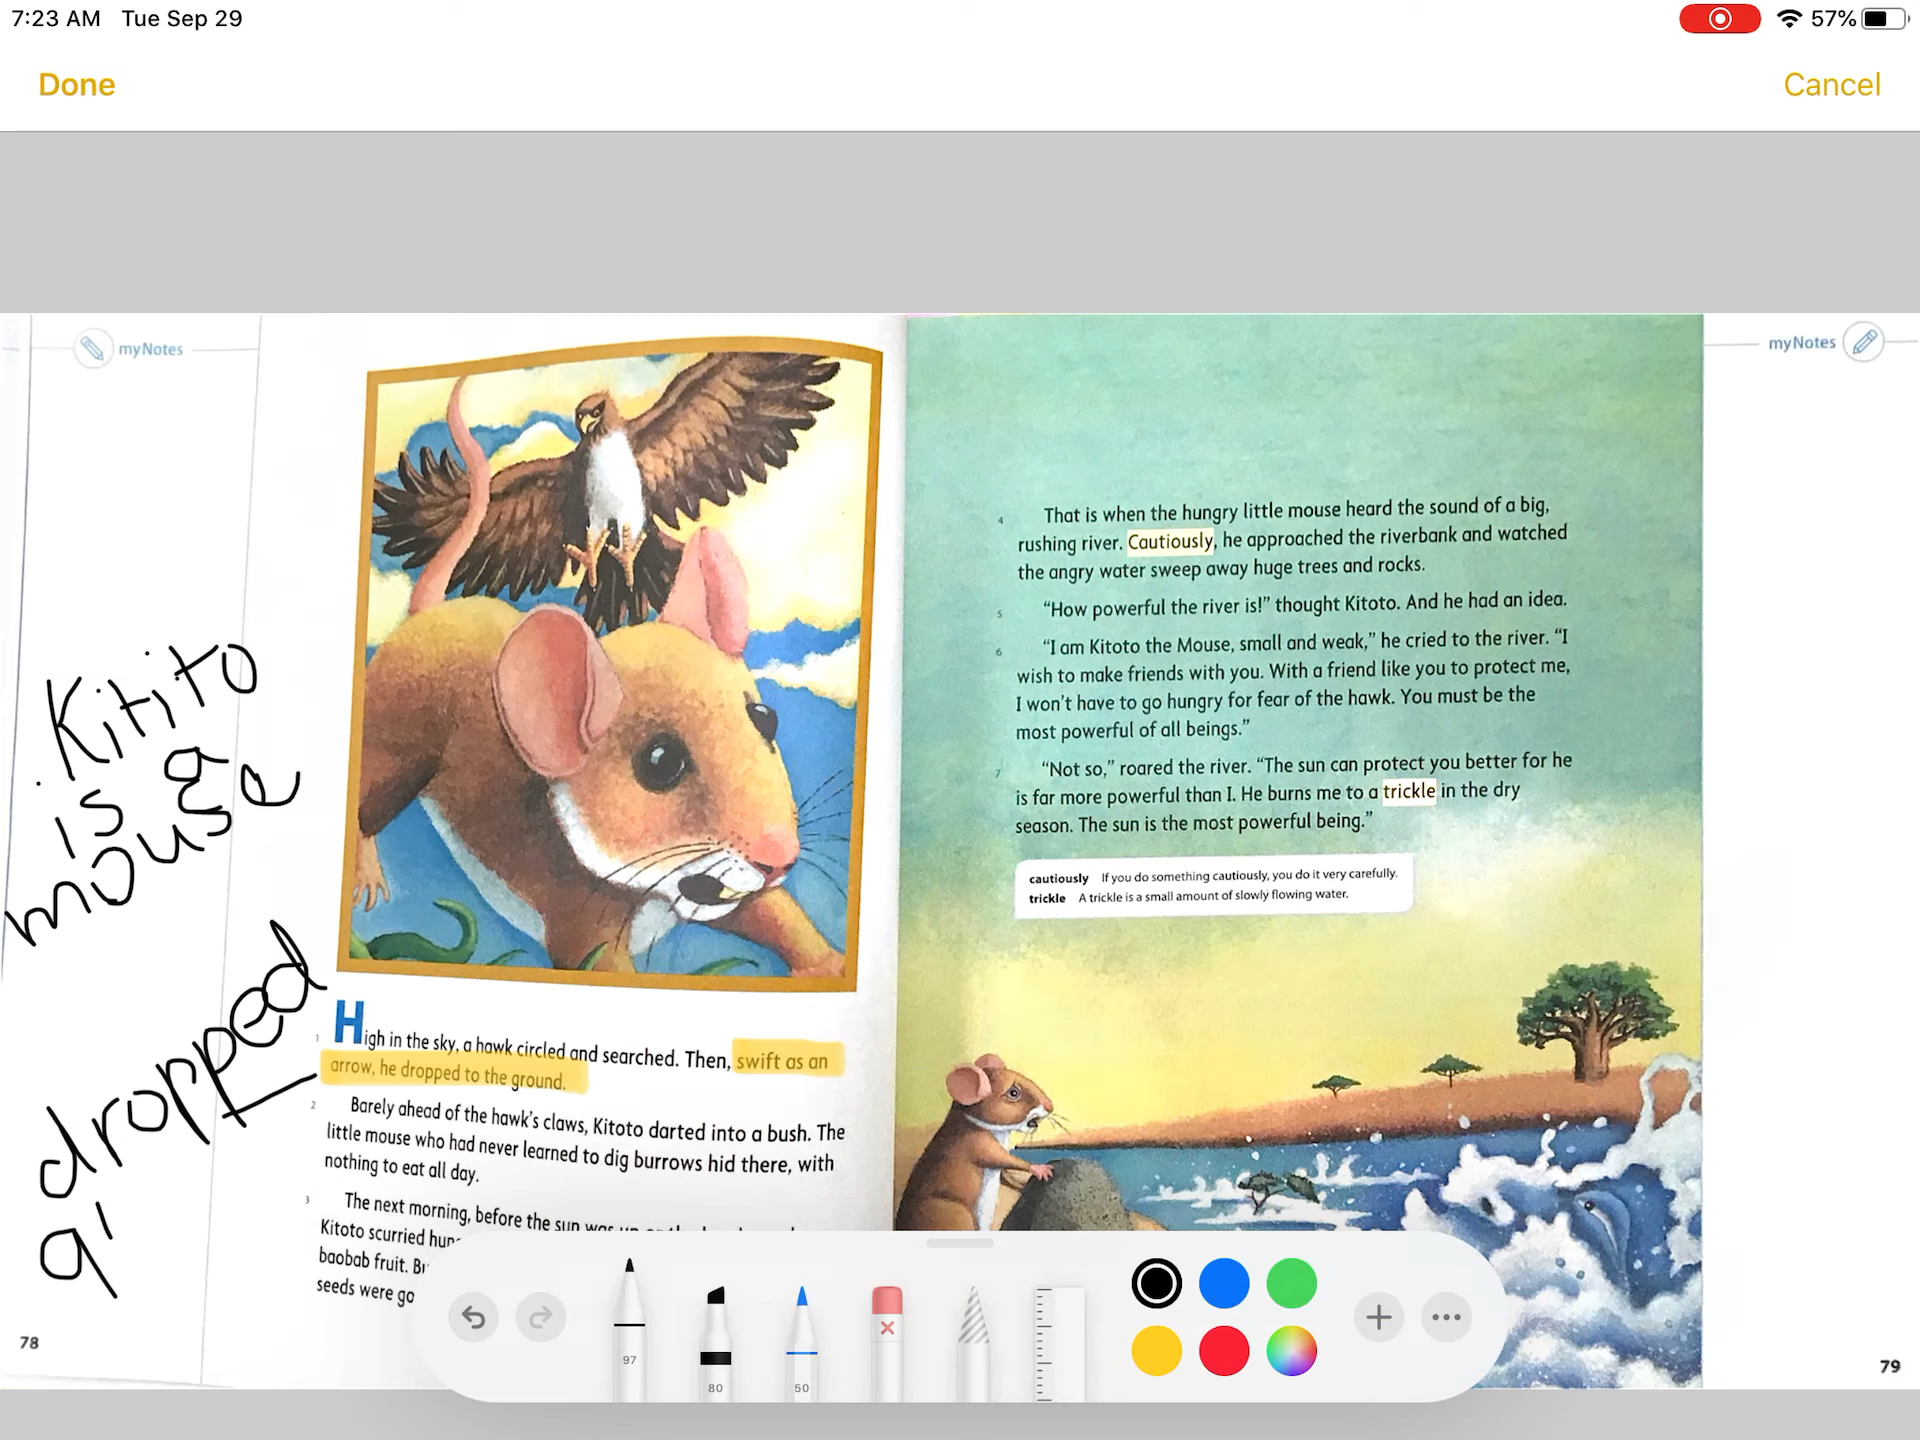 7:23 AM Tue Sep 29
57%
Done
Cancel
myNotes
Kitito
is a
mouse
dropped
High in the sky, a hawk circled and searched. Then, swift as an
arrow, he dropped to the ground.
2 Barely ahead of the hawk's claws, Kitoto darted into a bush. The
little mouse who had never learned to dig burrows hid there, with
nothing to eat all day.
3 The next morning, before the sun was
Kitoto scurried
baobab fruit.
seeds were go
78
myNotes
4 That is when the hungry little mouse heard the sound of a big,
rushing river. Cautiously, he approached the riverbank and watched
the angry water sweep away huge trees and rocks.
5 “How powerful the river is!” thought Kitoto. And he had an idea.
6 “I am Kitoto the Mouse, small and weak,” he cried to the river. “I
wish to make friends with you. With a friend like you to protect me,
I won't have to go hungry for fear of the hawk. You must be the
most powerful of all beings.”
7 “Not so,” roared the river. “The sun can protect you better for he
is far more powerful than I. He burns me to a trickle in the dry
season. The sun is the most powerful being.”
cautiously If you do something cautiously, you do it very carefully.
trickle A trickle is a small amount of slowly flowing water.
79
97
80
50